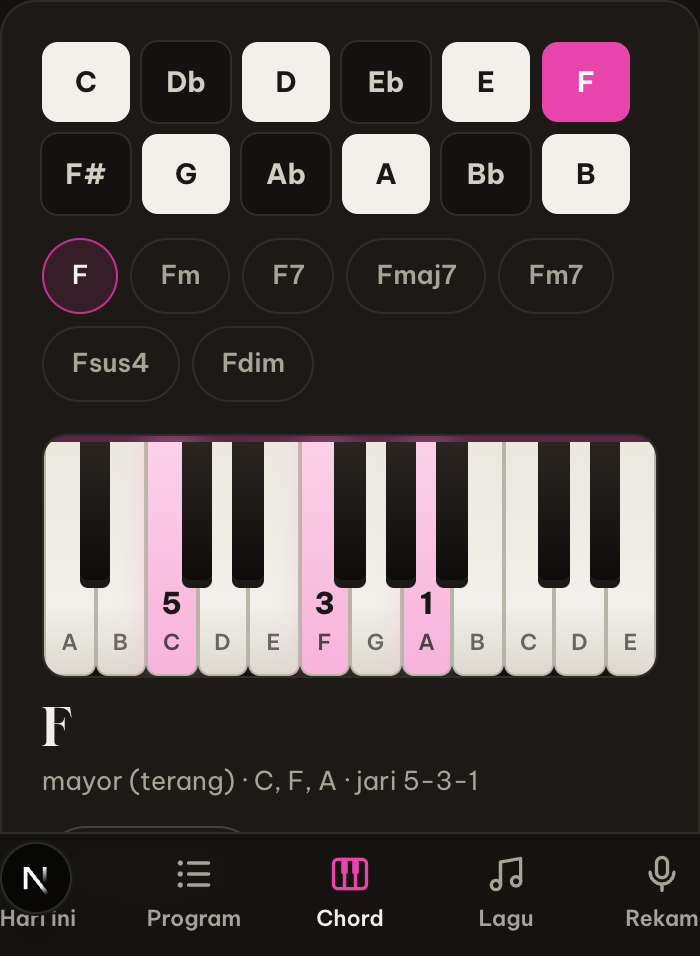 C Db D Eb E F
F# G Ab A Bb B
F Fm F7 Fmaj7 Fm7
Fsus4 Fdim
5 3 1
A B C D E F G A B C D E
F
mayor (terang) · C, F, A · jari 5-3-1
N
Hari ini Program Chord Lagu Rekam